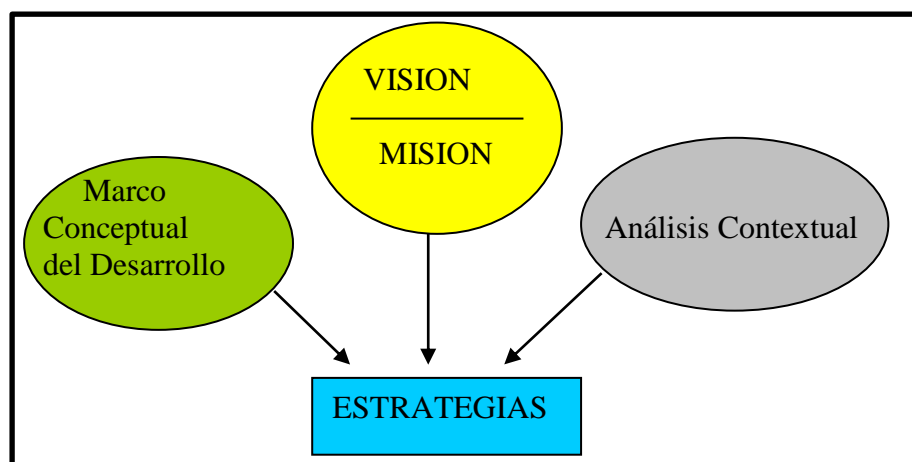 VISION
MISION
Marco
Conceptual
del Desarrollo
Análisis Contextual
ESTRATEGIAS